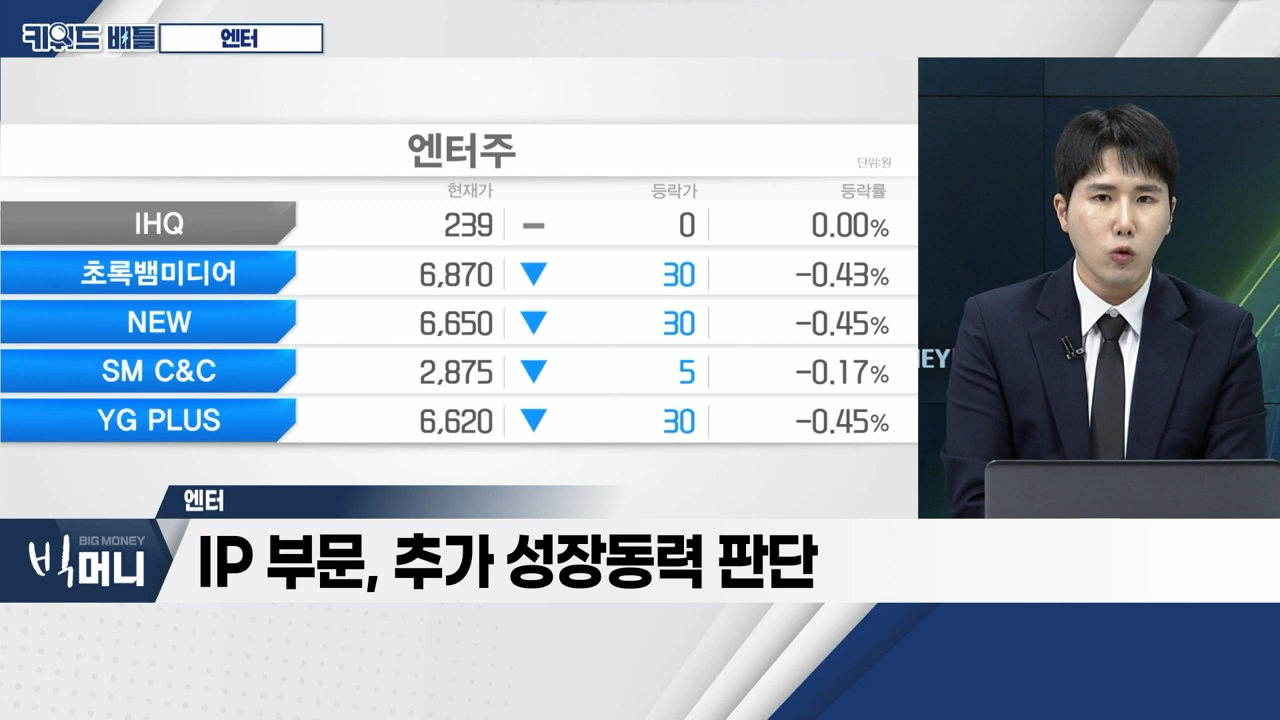 키워드 배틀 엔터
엔터주
단위:원
현재가 등락가 등락률
IHQ 239 – 0 0.00%
초록뱀미디어 6,870 ▼ 30 -0.43%
NEW 6,650 ▼ 30 -0.45%
SM C&C 2,875 ▼ 5 -0.17%
YG PLUS 6,620 ▼ 30 -0.45%
NEY
엔터
BIG MONEY
빅머니
IP 부문, 추가 성장동력 판단